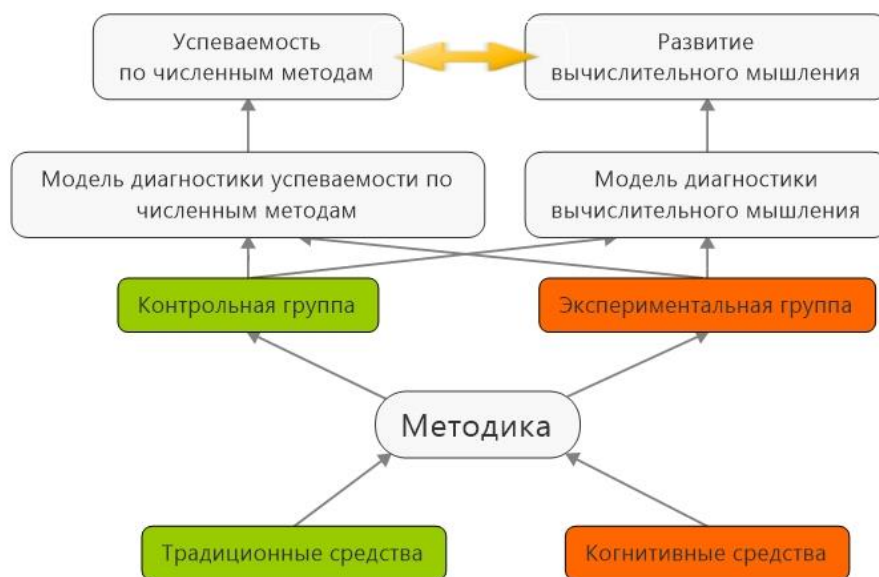 Успеваемость
по численным методам
Развитие
вычислительного мышления
Модель диагностики успеваемости по
численным методам
Модель диагностики
вычислительного мышления
Контрольная группа
Экспериментальная группа
Методика
Традиционные средства
Когнитивные средства